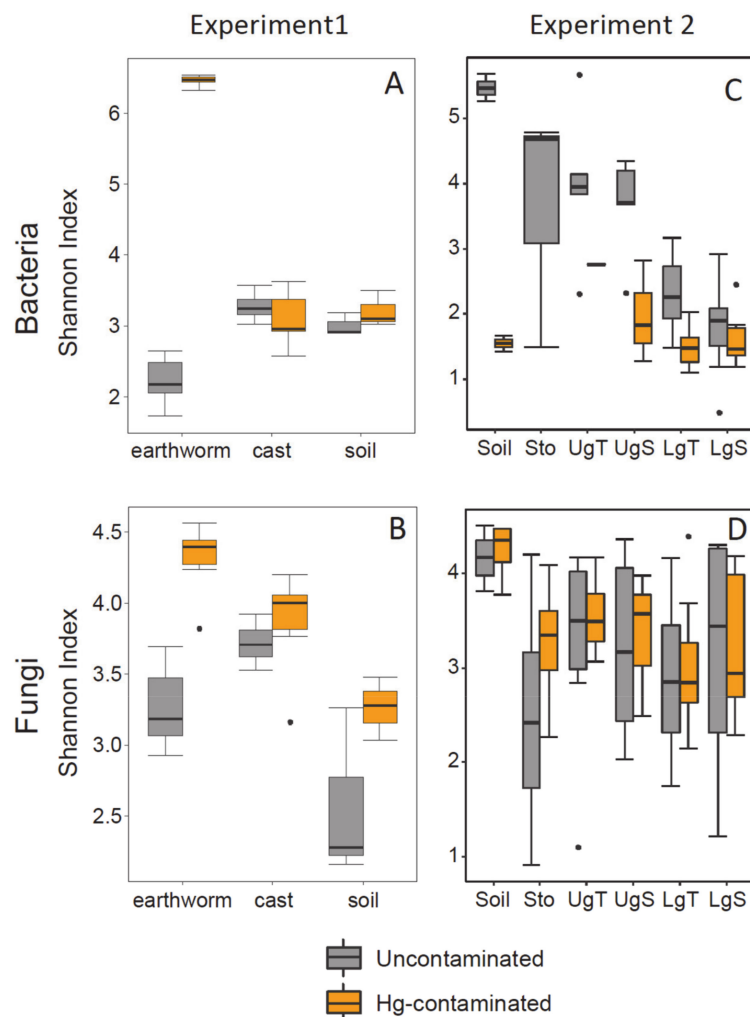 Experiment1
Experiment 2
Bacteria
Shannon Index
A
6
5
4
3
2
earthworm cast soil
C
5
4
3
2
1
Soil Sto UgT UgS LgT LgS
Fungi
Shannon Index
B
4.5
4.0
3.5
3.0
2.5
earthworm cast soil
D
4
3
2
1
Soil Sto UgT UgS LgT LgS
Uncontaminated
Hg-contaminated